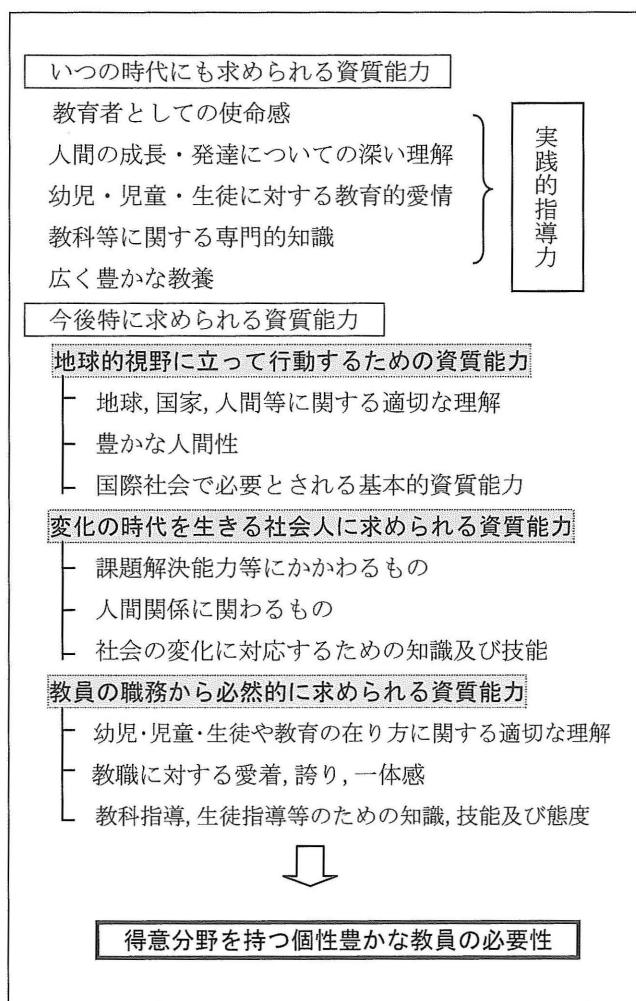 いつの時代にも求められる資質能力
教育者としての使命感
人間の成長・発達についての深い理解
幼児・児童・生徒に対する教育的愛情
教科等に関する専門的知識
広く豊かな教養
実践的指導力
今後特に求められる資質能力
地球的視野に立って行動するための資質能力
地球, 国家, 人間等に関する適切な理解
豊かな人間性
国際社会で必要とされる基本的資質能力
変化の時代を生きる社会人に求められる資質能力
課題解決能力等にかかわるもの
人間関係に関わるもの
社会の変化に対応するための知識及び技能
教員の職務から必然的に求められる資質能力
幼児・児童・生徒や教育の在り方に関する適切な理解
教職に対する愛着, 誇り, 一体感
教科指導, 生徒指導等のための知識, 技能及び態度
得意分野を持つ個性豊かな教員の必要性